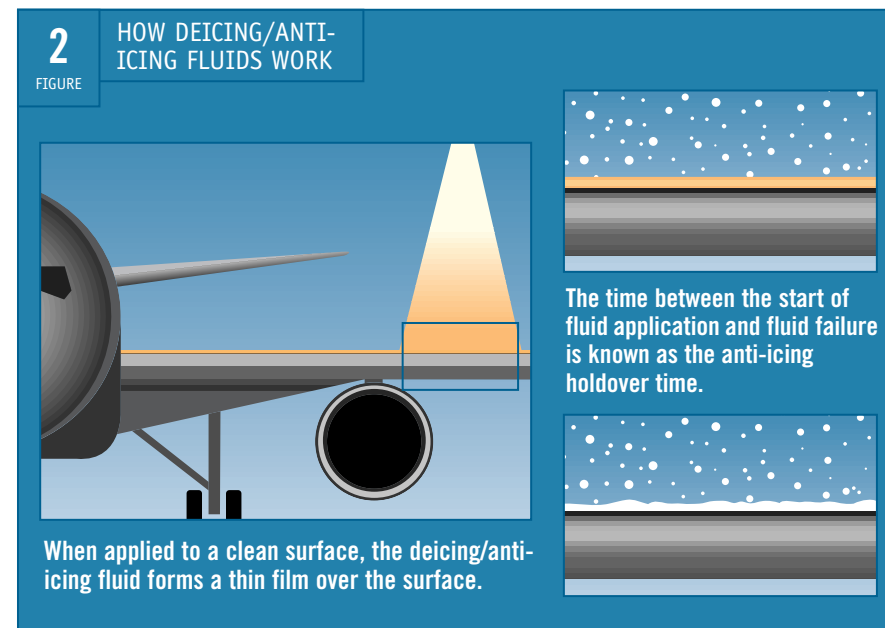 2
FIGURE
HOW DEICING/ANTI-
ICING FLUIDS WORK
When applied to a clean surface, the deicing/anti-
icing fluid forms a thin film over the surface.
The time between the start of
fluid application and fluid failure
is known as the anti-icing
holdover time.